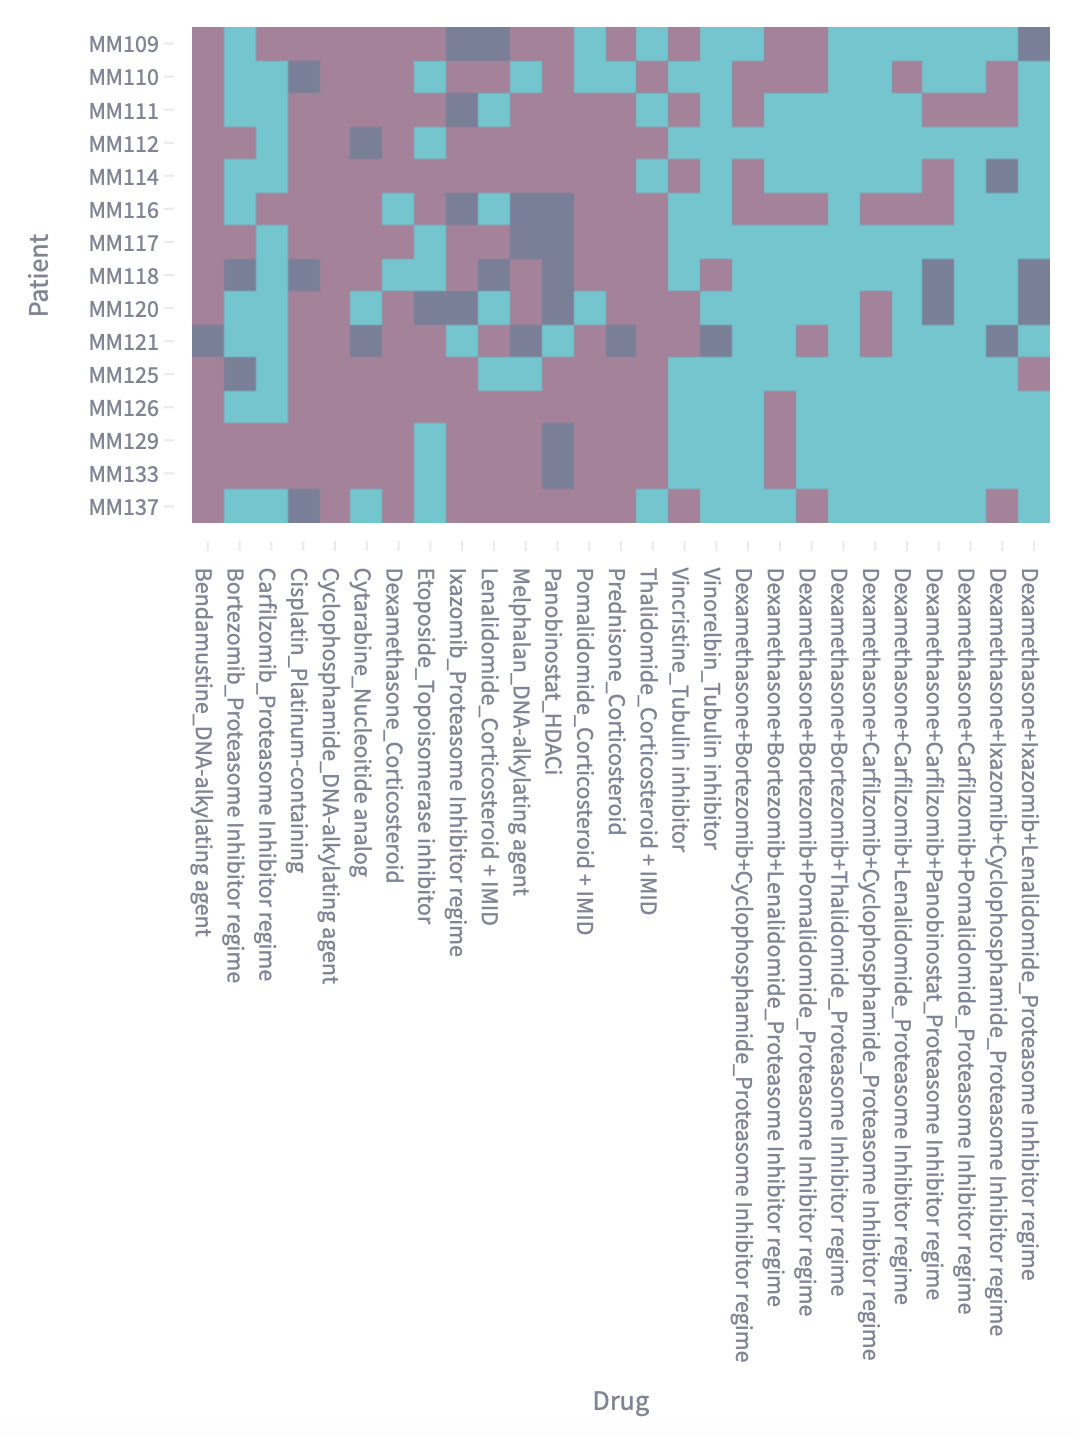 Patient
MM109
MM110
MM111
MM112
MM114
MM116
MM117
MM118
MM120
MM121
MM125
MM126
MM129
MM133
MM137
Bendamustine_DNA-alkylating agent
Bortezomib_Proteasome Inhibitor regime
Carfilzomib_Proteasome Inhibitor regime
Cisplatin_Platinum-containing
Cyclophosphamide_DNA-alkylating agent
Cytarabine_Nucleoitide analog
Dexamethasone_Corticosteroid
Etoposide_Topoisomerase inhibitor
Ixazomib_Proteasome Inhibitor regime
Lenalidomide_Corticosteroid + IMID
Melphalan_DNA-alkylating agent
Panobinostat_HDACi
Pomalidomide_Corticosteroid + IMID
Prednisone_Corticosteroid
Thalidomide_Corticosteroid + IMID
Vincristine_Tubulin inhibitor
Vinorelbin_Tubulin inhibitor
Dexamethasone+Bortezomib+Cyclophosphamide_Proteasome Inhibitor regime
Dexamethasone+Bortezomib+Lenalidomide_Proteasome Inhibitor regime
Dexamethasone+Bortezomib+Pomalidomide_Proteasome Inhibitor regime
Dexamethasone+Bortezomib+Thalidomide_Proteasome Inhibitor regime
Dexamethasone+Carfilzomib+Cyclophosphamide_Proteasome Inhibitor regime
Dexamethasone+Carfilzomib+Lenalidomide_Proteasome Inhibitor regime
Dexamethasone+Carfilzomib+Panobinostat_Proteasome Inhibitor regime
Dexamethasone+Carfilzomib+Pomalidomide_Proteasome Inhibitor regime
Dexamethasone+Ixazomib+Cyclophosphamide_Proteasome Inhibitor regime
Dexamethasone+Ixazomib+Lenalidomide_Proteasome Inhibitor regime
Drug